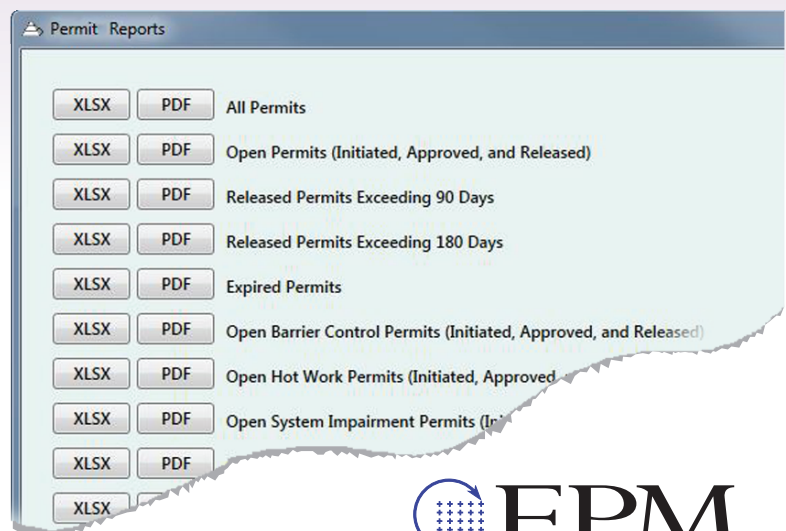 Permit Reports
XLSX PDF All Permits
XLSX PDF Open Permits (Initiated, Approved, and Released)
XLSX PDF Released Permits Exceeding 90 Days
XLSX PDF Released Permits Exceeding 180 Days
XLSX PDF Expired Permits
XLSX PDF Open Barrier Control Permits (Initiated, Approved, and Released)
XLSX PDF Open Hot Work Permits (Initiated, Approved
XLSX PDF Open System Impairment Permits
XLSX PDF
XLSX
EPM